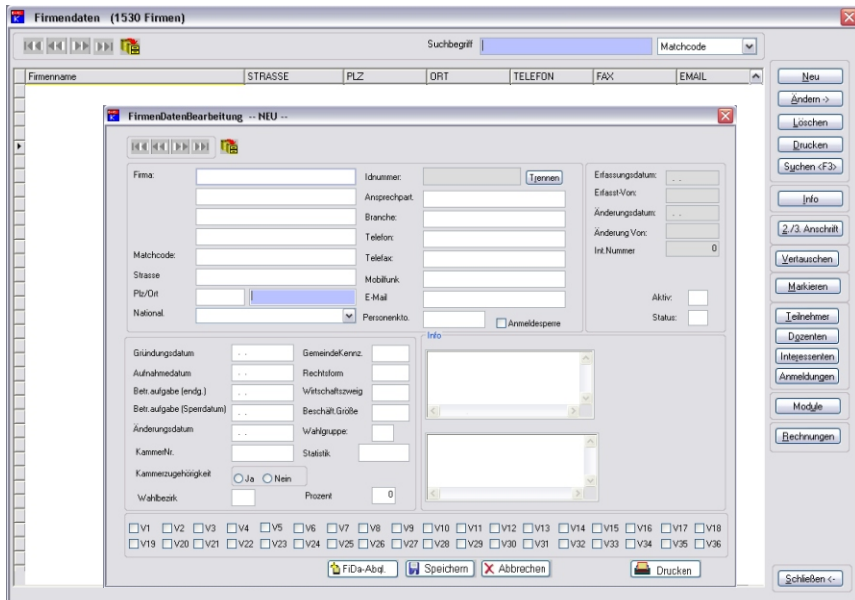 Firmendaten (1530 Firmen)
Suchbegriff
Matchcode
Firmenname STRASSE PLZ ORT TELEFON FAX EMAIL
Neu
Ändern ->
Löschen
Drucken
Suchen <F3>
Info
2./3. Anschrift
Vertauschen
Markieren
Teilnehmer
Dozenten
Interessenten
Anmeldungen
Module
Rechnungen
Schließen <-
FirmenDatenBearbeitung -- NEU --
Firma:
Matchcode:
Strasse
Plz/Ort
National.
Idnummer: Trennen
Ansprechpart.
Branche:
Telefon:
Telefax:
Mobilfunk
E-Mail
Personenkto. Anmeldesperre
Erfassungsdatum: . .
Erfasst-Von:
Änderungsdatum: . .
Änderung Von:
Int.Nummer 0
Aktiv:
Status:
Gründungsdatum . .
Aufnahmedatum . .
Betr.aufgabe (endg.) . .
Betr.aufgabe (Sperrdatum) . .
Änderungsdatum . .
KammerNr.
Kammerzugehörigkeit Ja Nein
Wahlbezirk
GemeindeKennz.
Rechtsform
Wirtschaftszweig
Beschäft.Größe
Wahlgruppe:
Statistik
Prozent 0
Info
V1 V2 V3 V4 V5 V6 V7 V8 V9 V10 V11 V12 V13 V14 V15 V16 V17 V18
V19 V20 V21 V22 V23 V24 V25 V26 V27 V28 V29 V30 V31 V32 V33 V34 V35 V36
FiDa-Abgl. Speichern Abbrechen Drucken